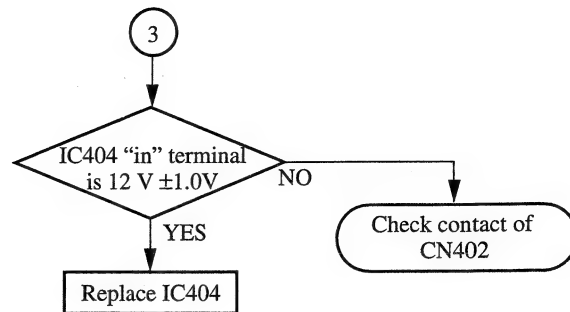 3
IC404 “in” terminal
is 12 V ±1.0V
NO
YES
Check contact of
CN402
Replace IC404